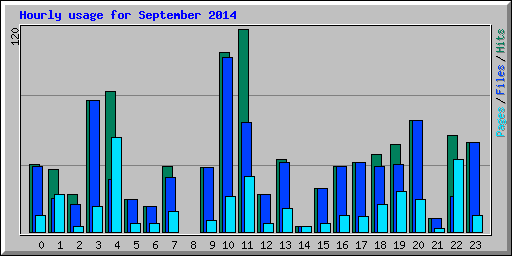 Hourly usage for September 2014
120
Pages/Files/Hits
0 1 2 3 4 5 6 7 8 9 10 11 12 13 14 15 16 17 18 19 20 21 22 23